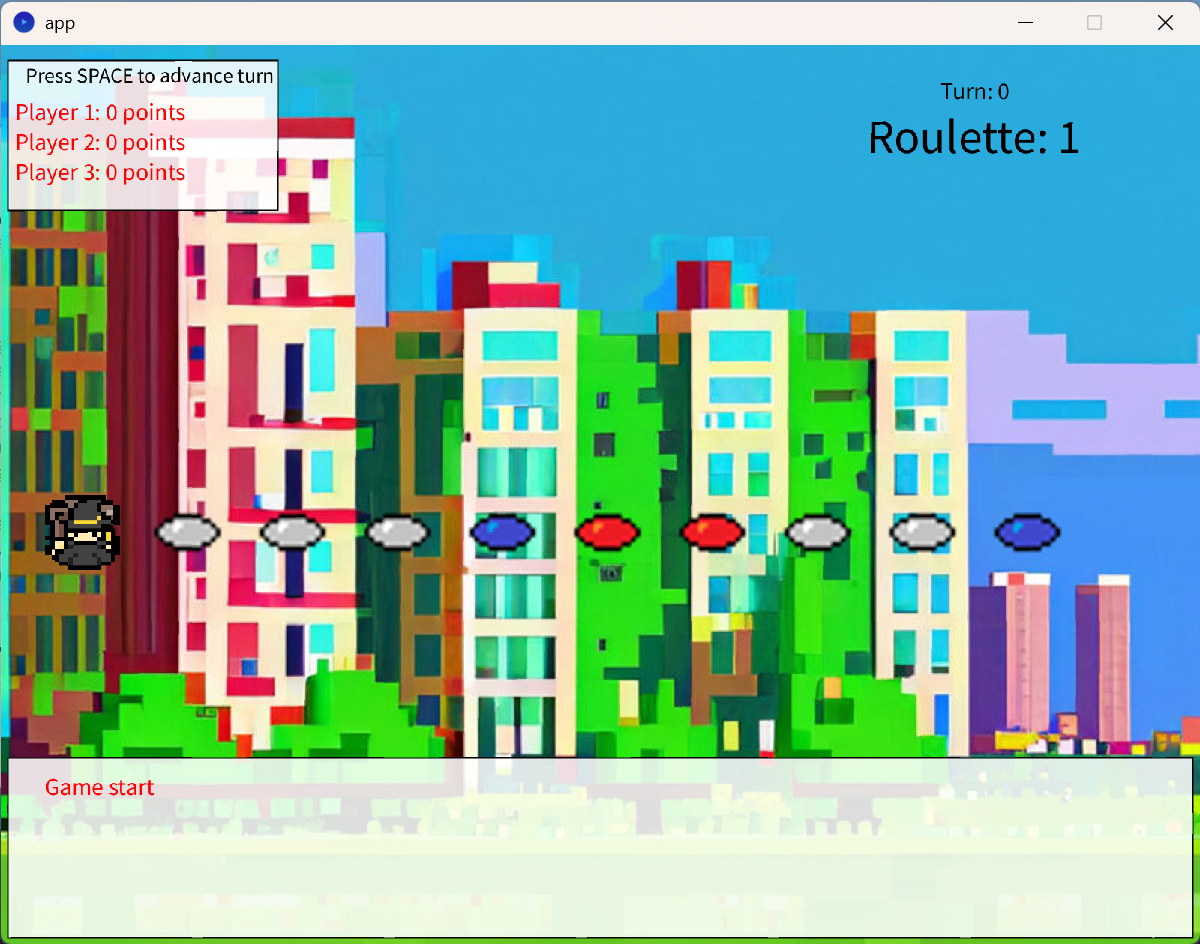 app
Press SPACE to advance turn
Player 1: 0 points
Player 2: 0 points
Player 3: 0 points
Turn: 0
Roulette: 1
Game start